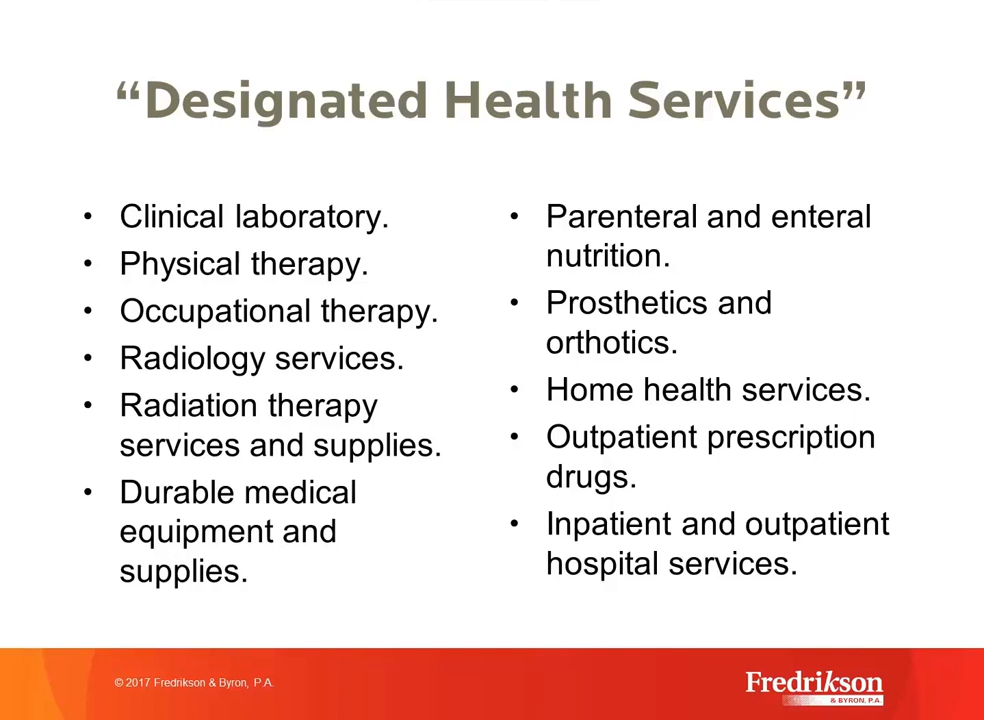 “Designated Health Services”
• Clinical laboratory.
• Physical therapy.
• Occupational therapy.
• Radiology services.
• Radiation therapy
services and supplies.
• Durable medical
equipment and
supplies.
• Parenteral and enteral
nutrition.
• Prosthetics and
orthotics.
• Home health services.
• Outpatient prescription
drugs.
• Inpatient and outpatient
hospital services.
© 2017 Fredrikson & Byron, P.A.
Fredrikson
& BYRON, P.A.